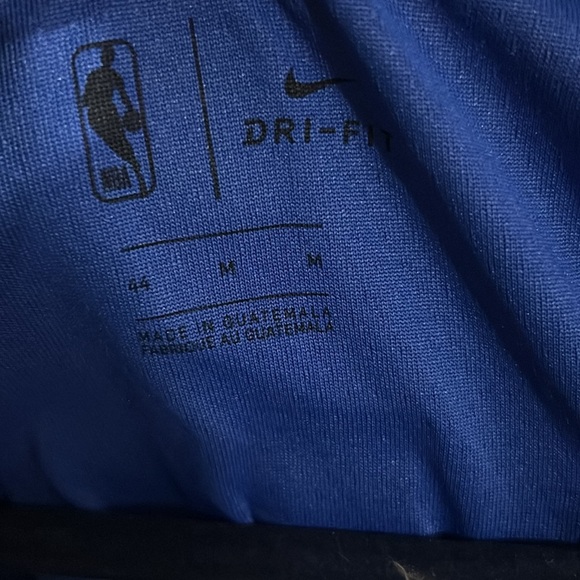 NBA
DRI-FIT
44 M M
MADE IN GUATEMALA
FABRIQUÉ AU GUATEMALA